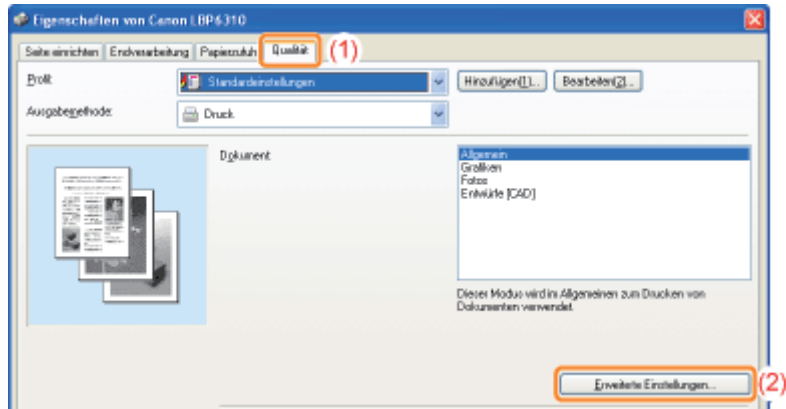 Eigenschaften von Canon LBP6310
Seite einrichten Endverarbeitung Papierzufuhr Qualität (1)
Profil: Standardeinstellungen Hinzufügen(1)... Bearbeiten(2)...
Ausgabemethode: Druck
Dokument: Allgemein
Grafiken
Fotos
Entwürfe [CAD]
Dieser Modus wird im Allgemeinen zum Drucken von
Dokumenten verwendet.
Erweiterte Einstellungen... (2)